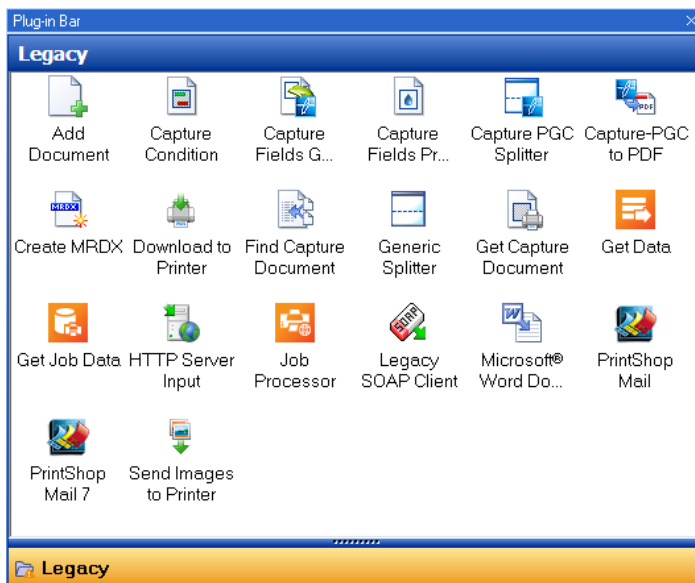 Plug-in Bar
Legacy
Add Capture Capture Capture Capture PGC Capture-PGC
Document Condition Fields G... Fields Pr... Splitter to PDF
MRDX
Create MRDX Download to Find Capture Generic Get Capture Get Data
Printer Document Splitter Document
SOAP
Get Job Data HTTP Server Job Legacy Microsoft® PrintShop
Input Processor SOAP Client Word Do... Mail
PrintShop Send Images
Mail 7 to Printer
Legacy